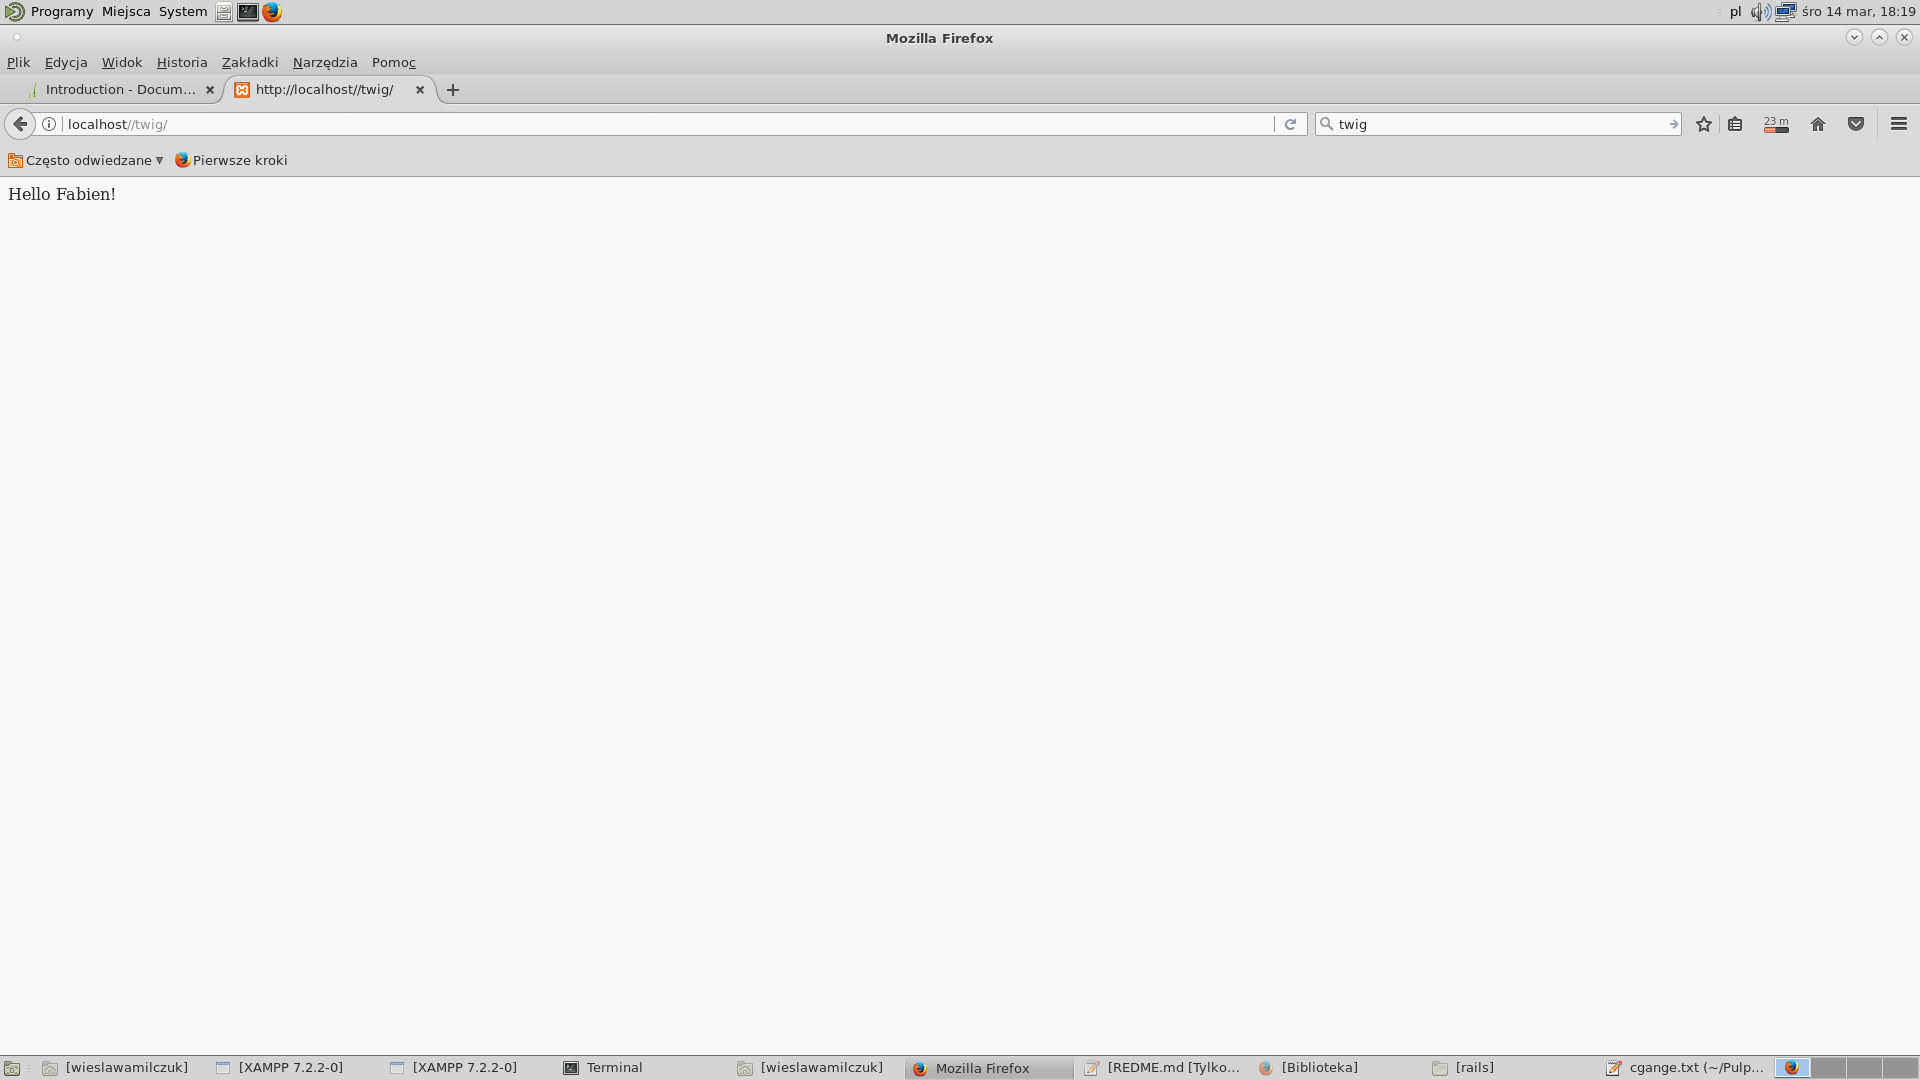 Programy Miejsca System pl śro 14 mar, 18:19
Mozilla Firefox
Plik Edycja Widok Historia Zakładki Narzędzia Pomoc
Introduction - Docum... http://localhost//twig/
localhost//twig/ twig 23 m
Często odwiedzane Pierwsze kroki
Hello Fabien!
[wieslawamilczuk] [XAMPP 7.2.2-0] [XAMPP 7.2.2-0] Terminal [wieslawamilczuk] Mozilla Firefox [REDME.md [Tylko... [Biblioteka] [rails] cgange.txt (~/Pulp...